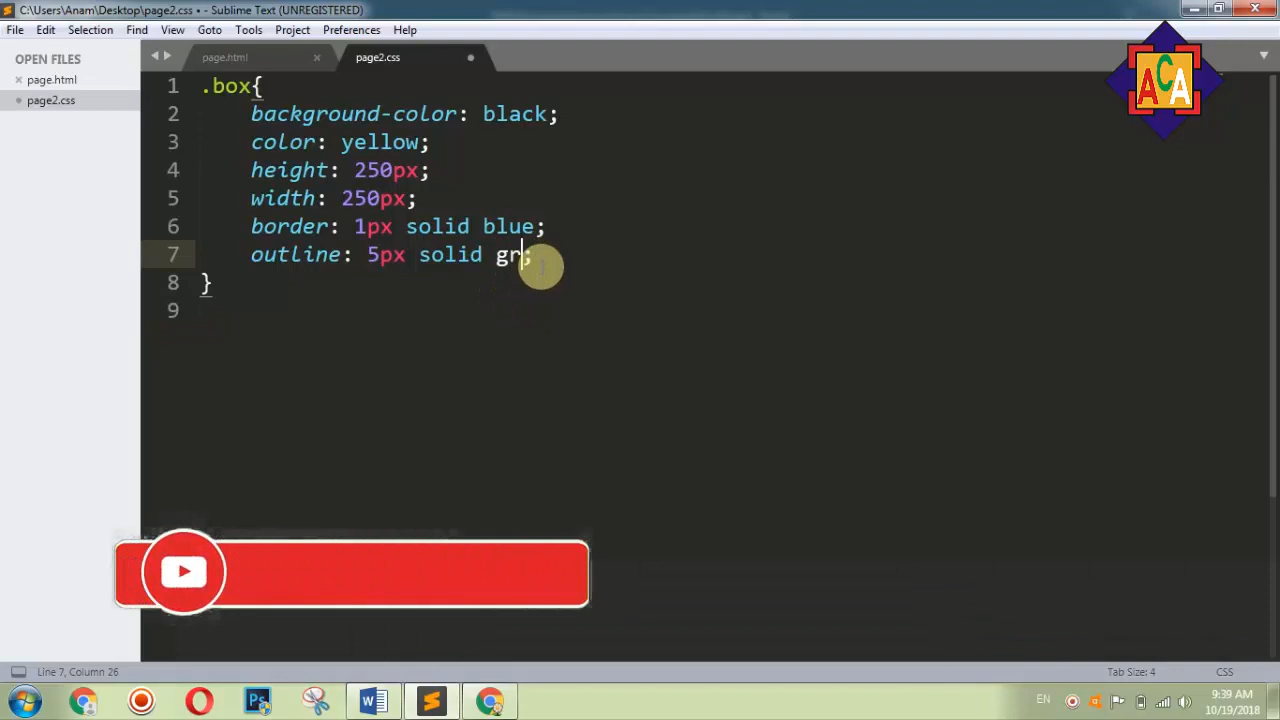 C:\Users\Anam\Desktop\page2.css • - Sublime Text (UNREGISTERED)
File Edit Selection Find View Goto Tools Project Preferences Help
OPEN FILES
page.html
page2.css
page.html
page2.css
1 .box{
2 background-color: black;
3 color: yellow;
4 height: 250px;
5 width: 250px;
6 border: 1px solid blue;
7 outline: 5px solid gr;
8 }
9
ACA
Line 7, Column 26
Tab Size: 4
CSS
EN
9:39 AM
10/19/2018